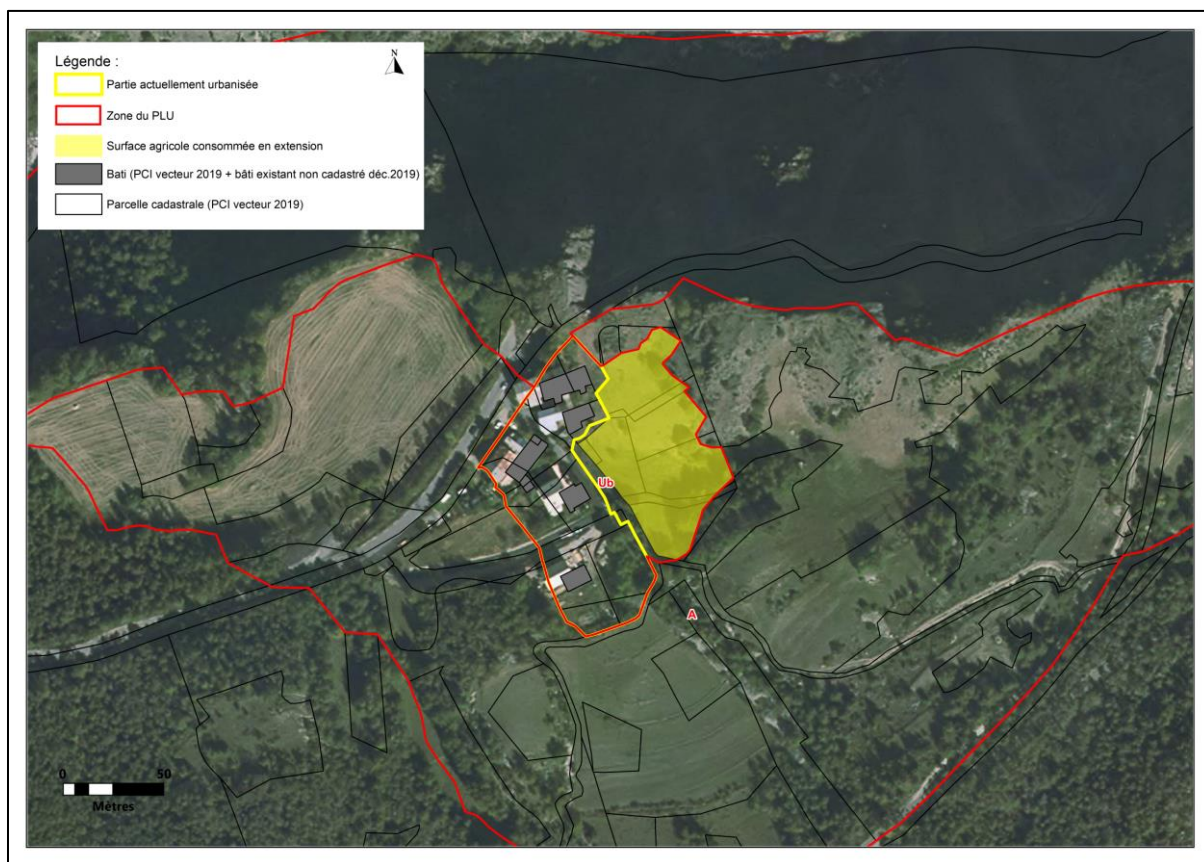 Légende :
N
Partie actuellement urbanisée
Zone du PLU
Surface agricole consommée en extension
Bati (PCI vecteur 2019 + bâti existant non cadastré déc.2019)
Parcelle cadastrale (PCI vecteur 2019)
Ub
A
0 50
Mètres